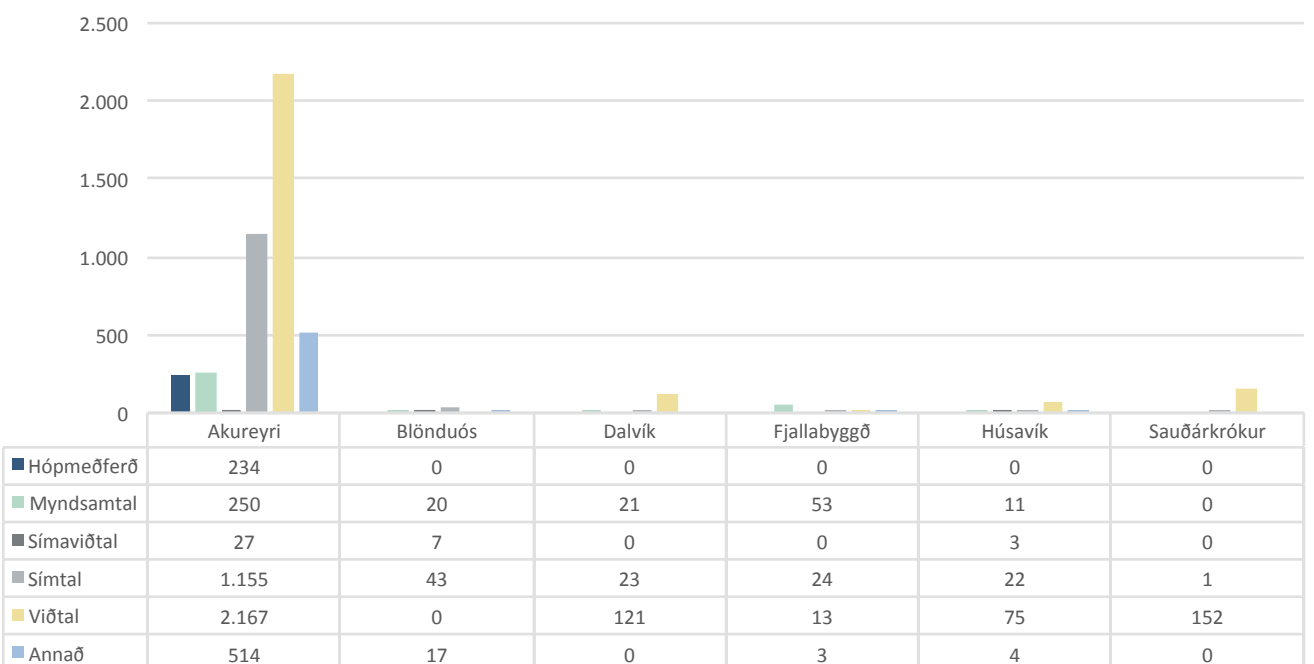 2.500
2.000
1.500
1.000
500
0
Akureyri Blönduós Dalvík Fjallabyggð Húsavík Sauðárkrókur
Hópmeðferð 234 0 0 0 0 0
Myndsamtal 250 20 21 53 11 0
Símaviðtal 27 7 0 0 3 0
Símtal 1.155 43 23 24 22 1
Viðtal 2.167 0 121 13 75 152
Annað 514 17 0 3 4 0